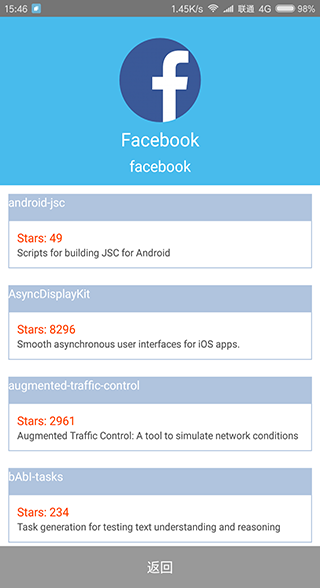 15:46 1.45K/s 联通 4G 98%
Facebook
facebook
android-jsc
Stars: 49
Scripts for building JSC for Android
AsyncDisplayKit
Stars: 8296
Smooth asynchronous user interfaces for iOS apps.
augmented-traffic-control
Stars: 2961
Augmented Traffic Control: A tool to simulate network conditions
bAbI-tasks
Stars: 234
Task generation for testing text understanding and reasoning
返回